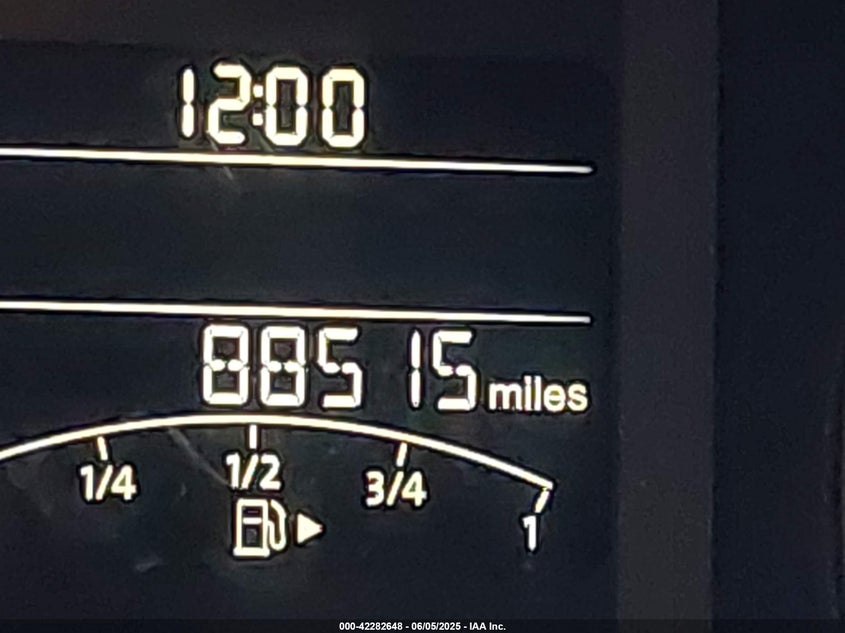 12:00
88515 miles
1/4 1/2 3/4 1
000-42282648 - 06/05/2025 - IAA Inc.